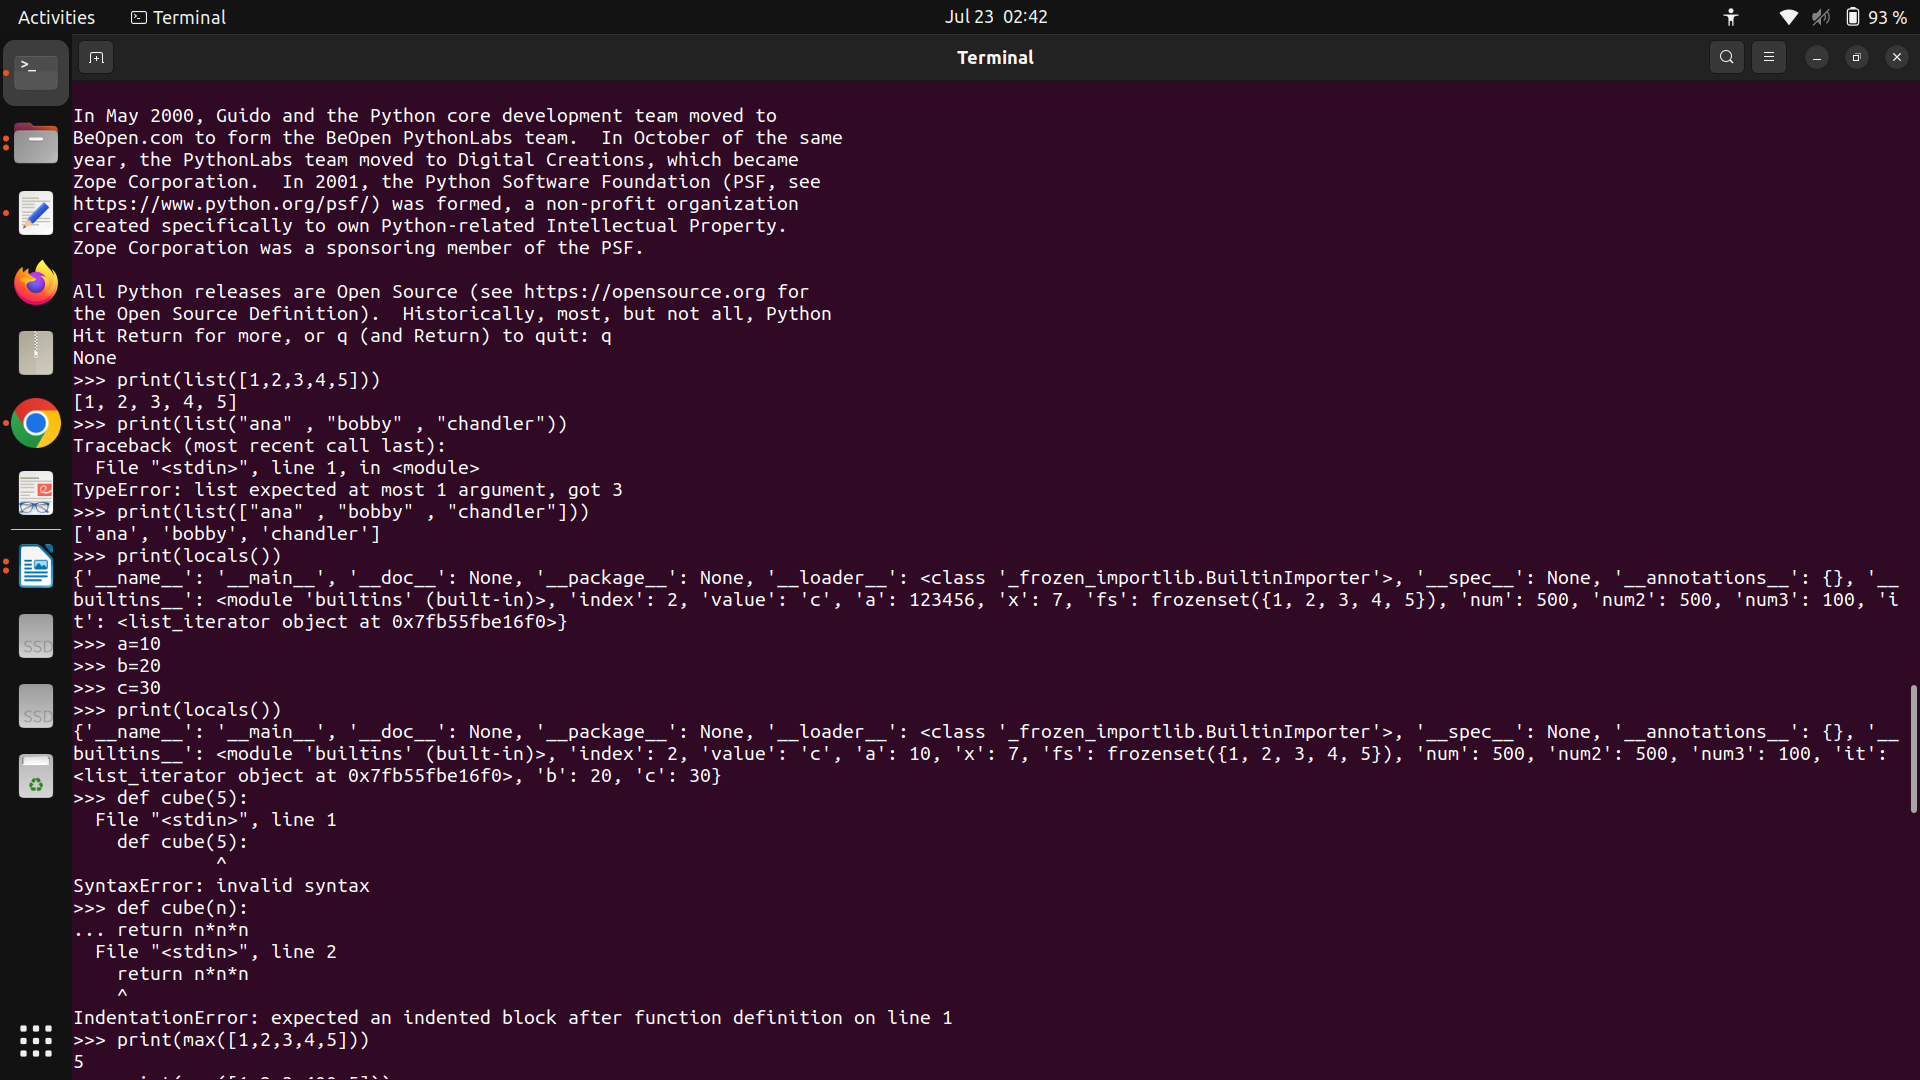 Activities
Terminal
Jul 23  02:42
93 %
Terminal
In May 2000, Guido and the Python core development team moved to
BeOpen.com to form the BeOpen PythonLabs team.  In October of the same
year, the PythonLabs team moved to Digital Creations, which became
Zope Corporation.  In 2001, the Python Software Foundation (PSF, see
https://www.python.org/psf/) was formed, a non-profit organization
created specifically to own Python-related Intellectual Property.
Zope Corporation was a sponsoring member of the PSF.
All Python releases are Open Source (see https://opensource.org for
the Open Source Definition).  Historically, most, but not all, Python
Hit Return for more, or q (and Return) to quit: q
None
>>> print(list([1,2,3,4,5]))
[1, 2, 3, 4, 5]
>>> print(list("ana" , "bobby" , "chandler"))
Traceback (most recent call last):
  File "<stdin>", line 1, in <module>
TypeError: list expected at most 1 argument, got 3
>>> print(list(["ana" , "bobby" , "chandler"]))
['ana', 'bobby', 'chandler']
>>> print(locals())
{'__name__': '__main__', '__doc__': None, '__package__': None, '__loader__': <class '_frozen_importlib.BuiltinImporter'>, '__spec__': None, '__annotations__': {}, '__
builtins__': <module 'builtins' (built-in)>, 'index': 2, 'value': 'c', 'a': 123456, 'x': 7, 'fs': frozenset({1, 2, 3, 4, 5}), 'num': 500, 'num2': 500, 'num3': 100, 'i
t': <list_iterator object at 0x7fb55fbe16f0>}
>>> a=10
>>> b=20
>>> c=30
>>> print(locals())
{'__name__': '__main__', '__doc__': None, '__package__': None, '__loader__': <class '_frozen_importlib.BuiltinImporter'>, '__spec__': None, '__annotations__': {}, '__
builtins__': <module 'builtins' (built-in)>, 'index': 2, 'value': 'c', 'a': 10, 'x': 7, 'fs': frozenset({1, 2, 3, 4, 5}), 'num': 500, 'num2': 500, 'num3': 100, 'it':
<list_iterator object at 0x7fb55fbe16f0>, 'b': 20, 'c': 30}
>>> def cube(5):
  File "<stdin>", line 1
    def cube(5):
             ^
SyntaxError: invalid syntax
>>> def cube(n):
... return n*n*n
  File "<stdin>", line 2
    return n*n*n
    ^
IndentationError: expected an indented block after function definition on line 1
>>> print(max([1,2,3,4,5]))
5
SSD
SSD